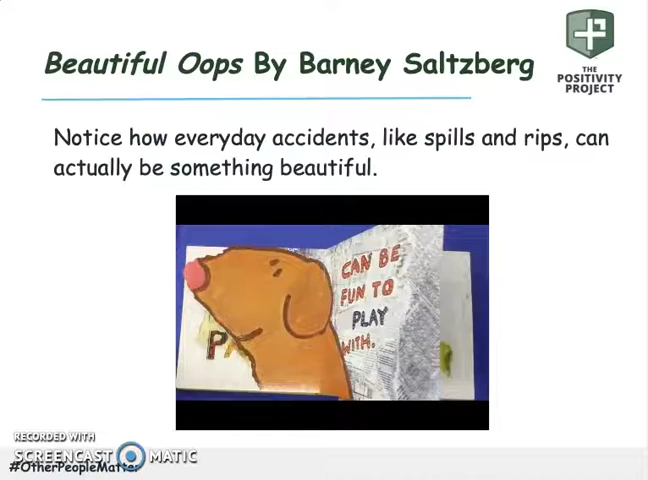 Beautiful Oops By Barney Saltzberg
THE
POSITIVITY
PROJECT
Notice how everyday accidents, like spills and rips, can
actually be something beautiful.
CAN BE
FUN TO
PLAY
WITH.
RECORDED WITH
SCREENCAST MATIC
#OtherPeopleMatter